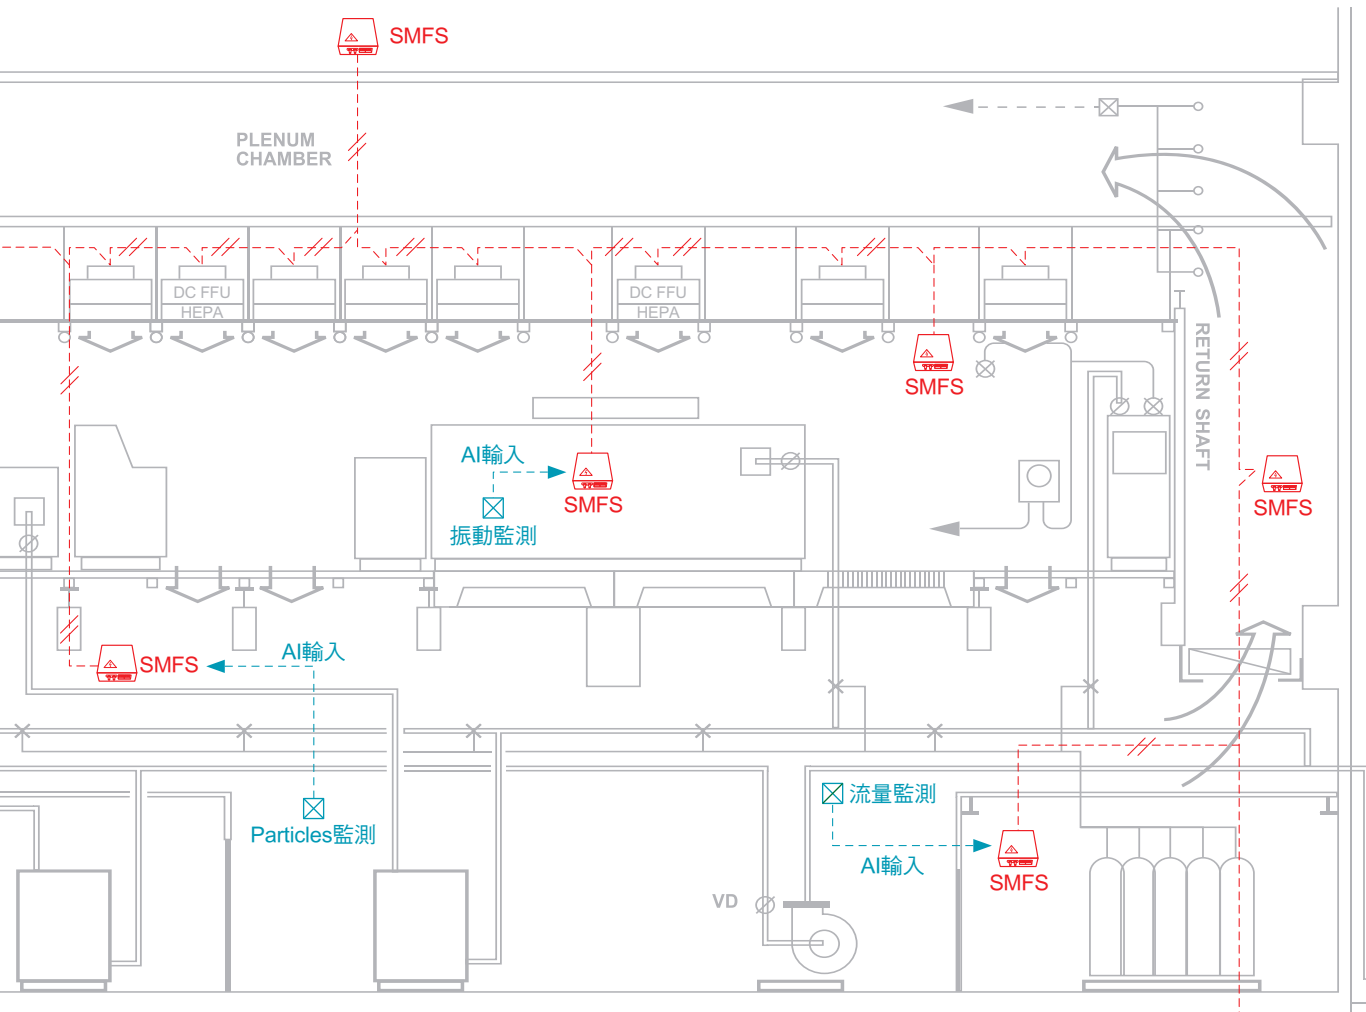 SMFS
PLENUM
CHAMBER
DC FFU
HEPA
DC FFU
HEPA
RETURN SHAFT
SMFS
AI輸入
SMFS
SMFS
振動監測
AI輸入
SMFS
流量監測
Particles監測
AI輸入
SMFS
VD